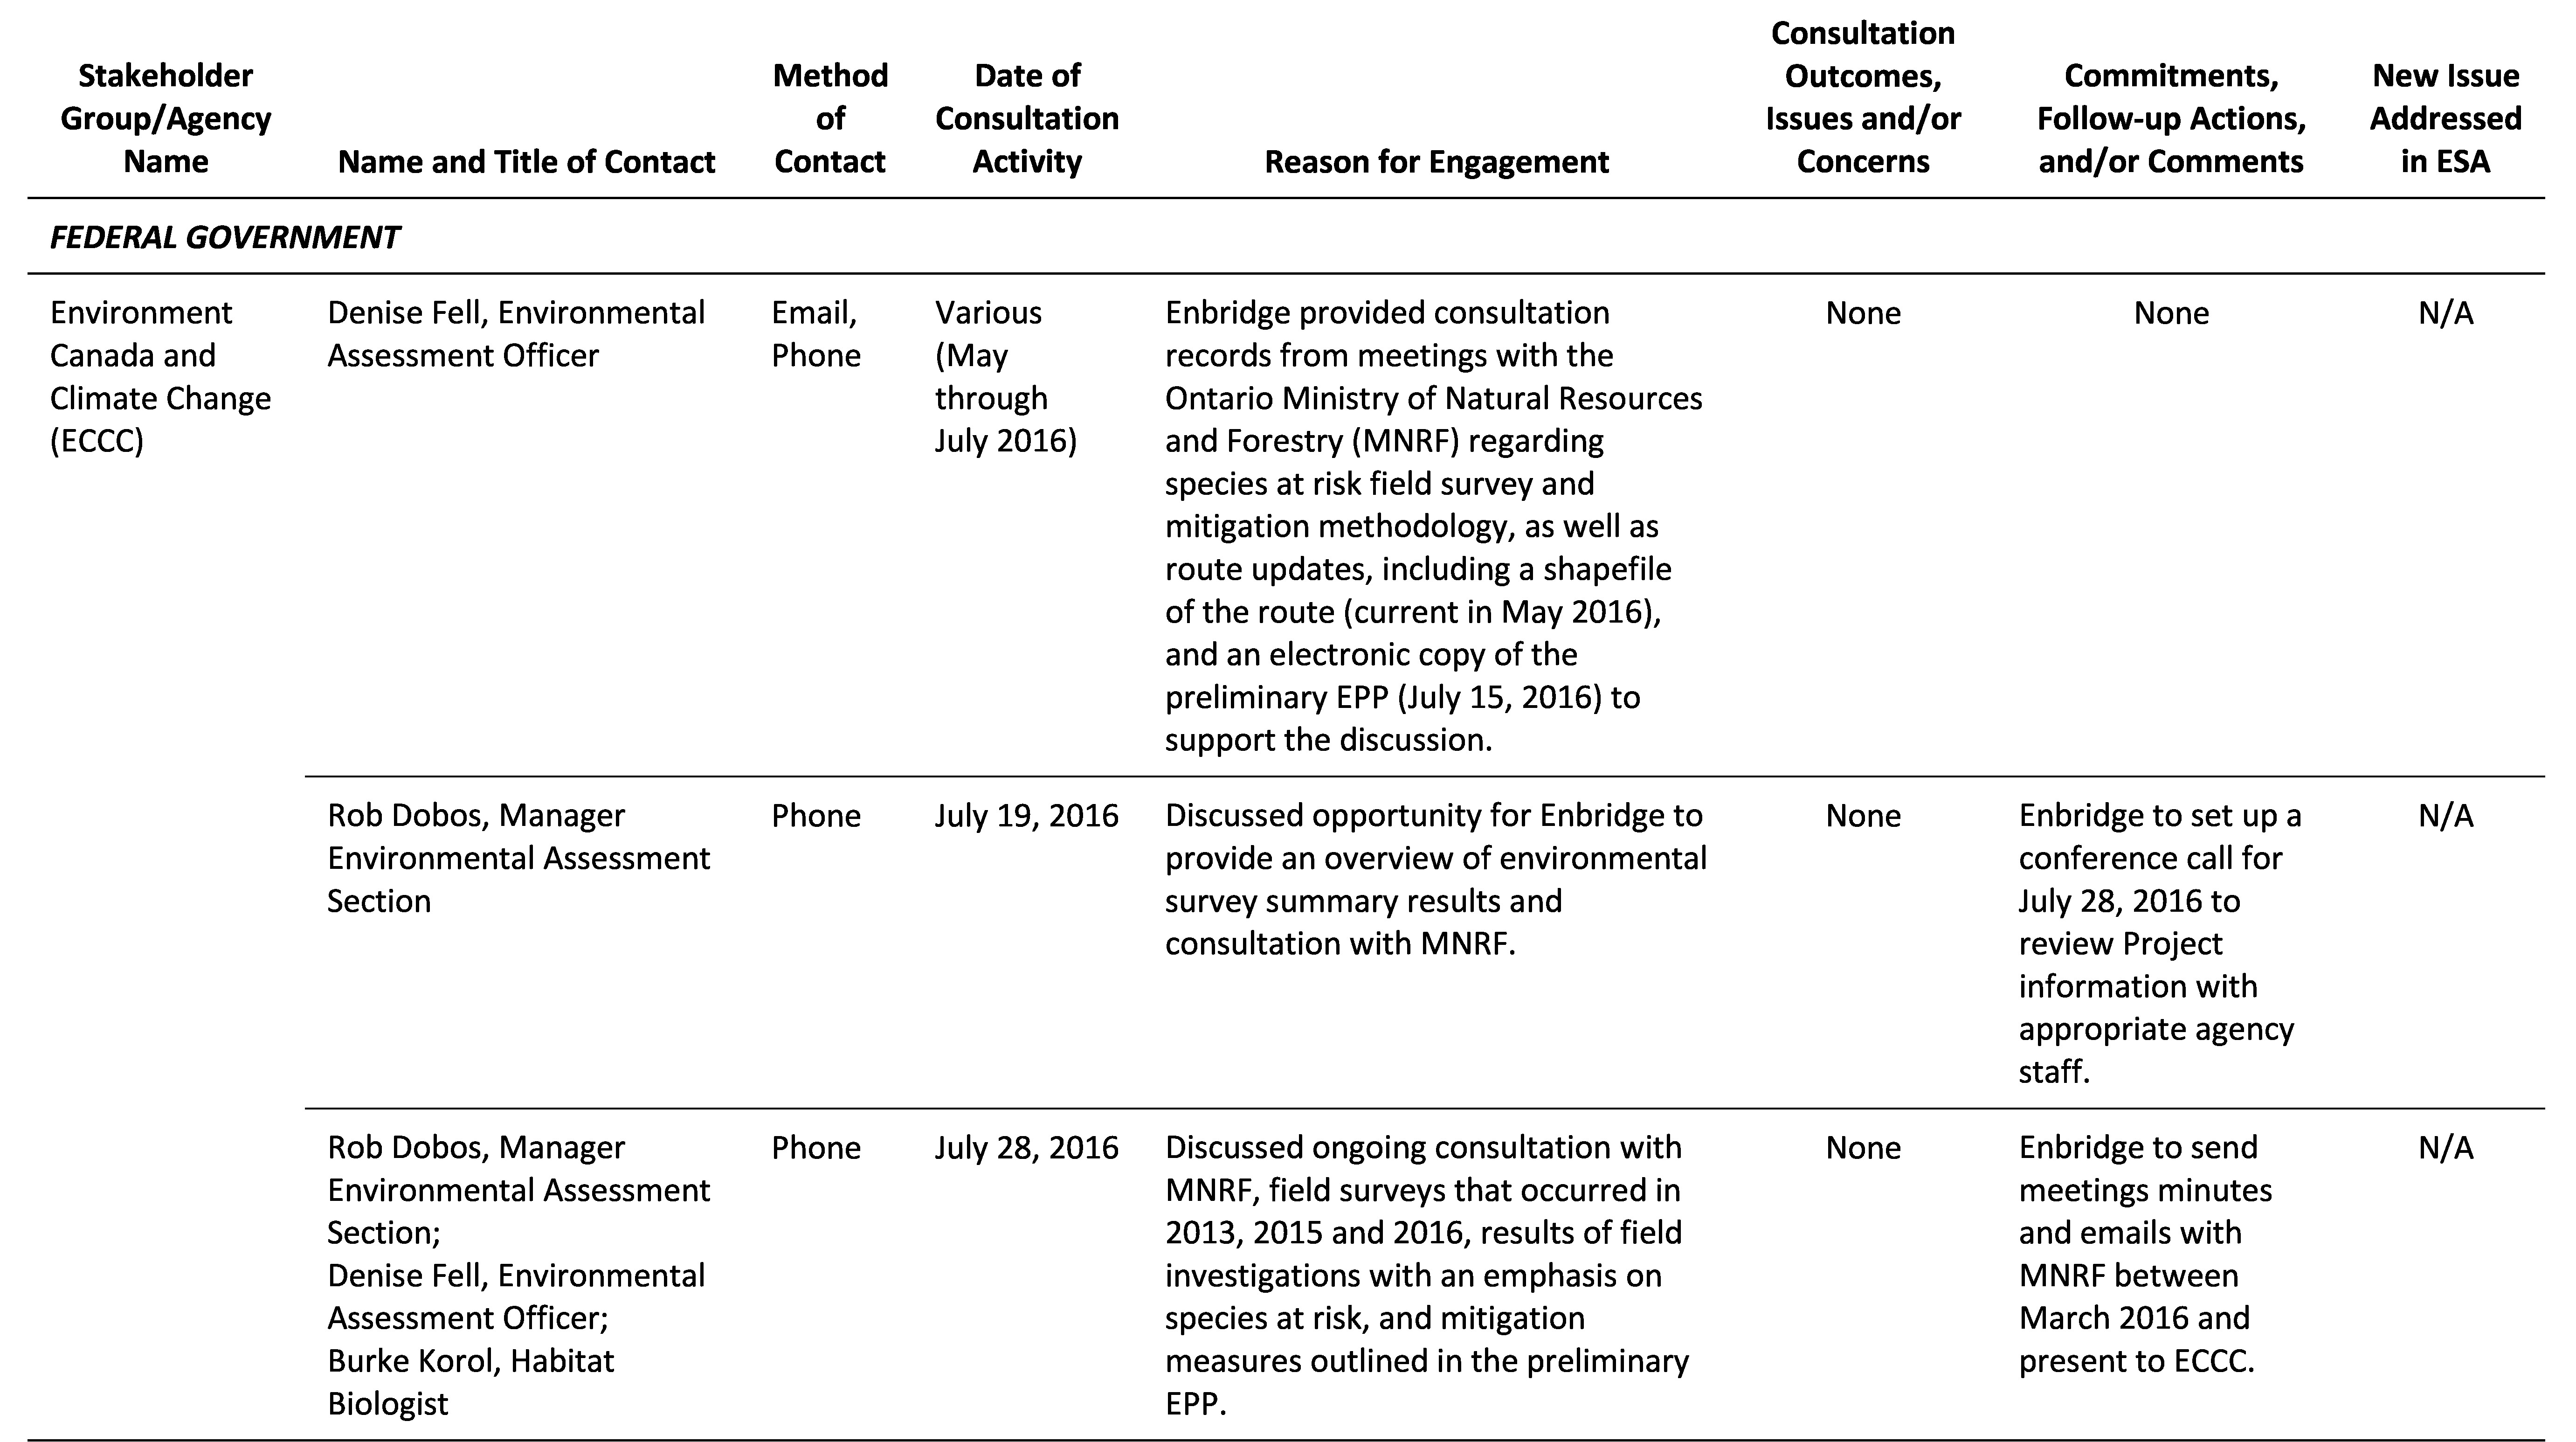 Stakeholder
Group/Agency
Name
Name and Title of Contact
Method
of
Contact
Date of
Consultation
Activity
Reason for Engagement
Consultation
Outcomes,
Issues and/or
Concerns
Commitments,
Follow-up Actions,
and/or Comments
New Issue
Addressed
in ESA
FEDERAL GOVERNMENT
Environment
Canada and
Climate Change
(ECCC)
Denise Fell, Environmental
Assessment Officer
Email,
Phone
Various
(May
through
July 2016)
Enbridge provided consultation
records from meetings with the
Ontario Ministry of Natural Resources
and Forestry (MNRF) regarding
species at risk field survey and
mitigation methodology, as well as
route updates, including a shapefile
of the route (current in May 2016),
and an electronic copy of the
preliminary EPP (July 15, 2016) to
support the discussion.
None
None
N/A
Rob Dobos, Manager
Environmental Assessment
Section
Phone
July 19, 2016
Discussed opportunity for Enbridge to
provide an overview of environmental
survey summary results and
consultation with MNRF.
None
Enbridge to set up a
conference call for
July 28, 2016 to
review Project
information with
appropriate agency
staff.
N/A
Rob Dobos, Manager
Environmental Assessment
Section;
Denise Fell, Environmental
Assessment Officer;
Burke Korol, Habitat
Biologist
Phone
July 28, 2016
Discussed ongoing consultation with
MNRF, field surveys that occurred in
2013, 2015 and 2016, results of field
investigations with an emphasis on
species at risk, and mitigation
measures outlined in the preliminary
EPP.
None
Enbridge to send
meetings minutes
and emails with
MNRF between
March 2016 and
present to ECCC.
N/A